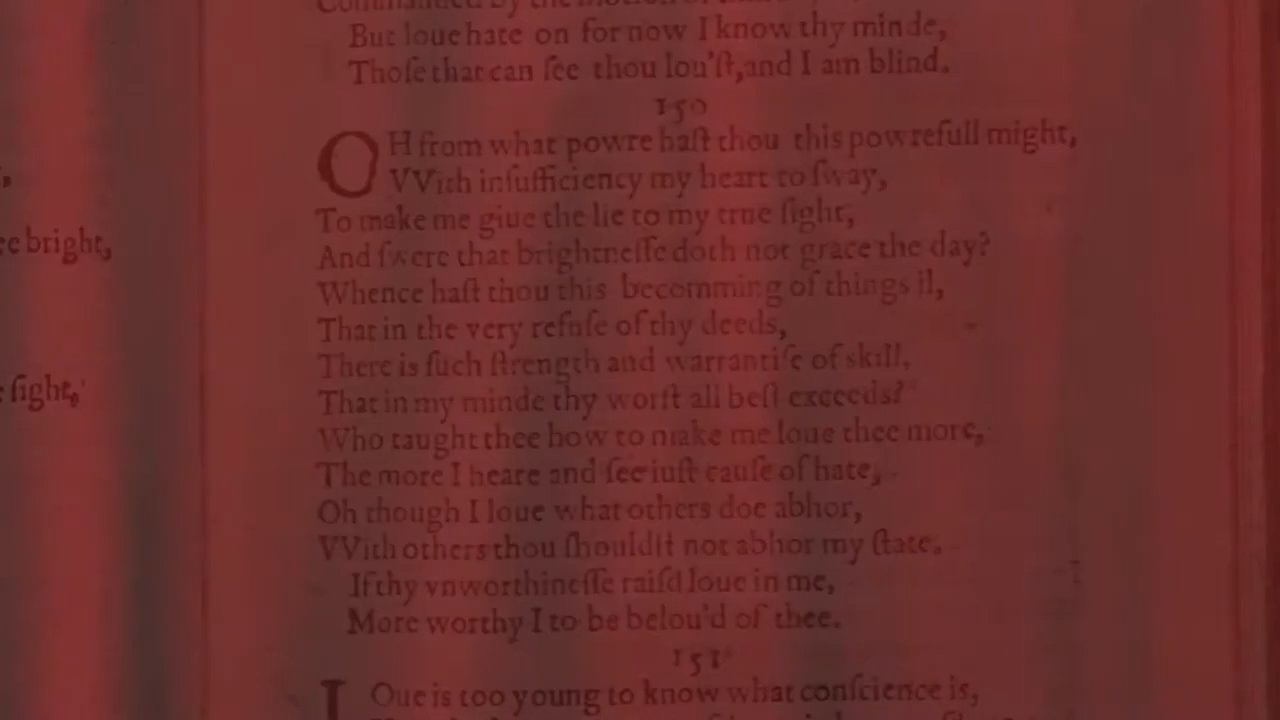 But loue hate on for now I know thy minde,
Thoſe that can ſee thou lou'ſt, and I am blind.
150
OH from what powre haſt thou this powrefull might,
VVith inſufficiency my heart to ſway,
To make me giue the lie to my true ſight,
And ſwere that brightneſſe doth not grace the day?
Whence haſt thou this becomming of things il,
That in the very refuſe of thy deeds,
There is ſuch ſtrength and warrantiſe of skill,
That in my minde thy worſt all beſt exceeds?
Who taught thee how to make me loue thee more,
The more I heare and ſee iuſt cauſe of hate,
Oh though I loue what others doe abhor,
VVith others thou ſhouldſt not abhor my ſtate.
If thy vnworthineſſe raiſd loue in me,
More worthy I to be belou'd of thee.
151
LOue is too young to know what conſcience is,
bright,
ſight,